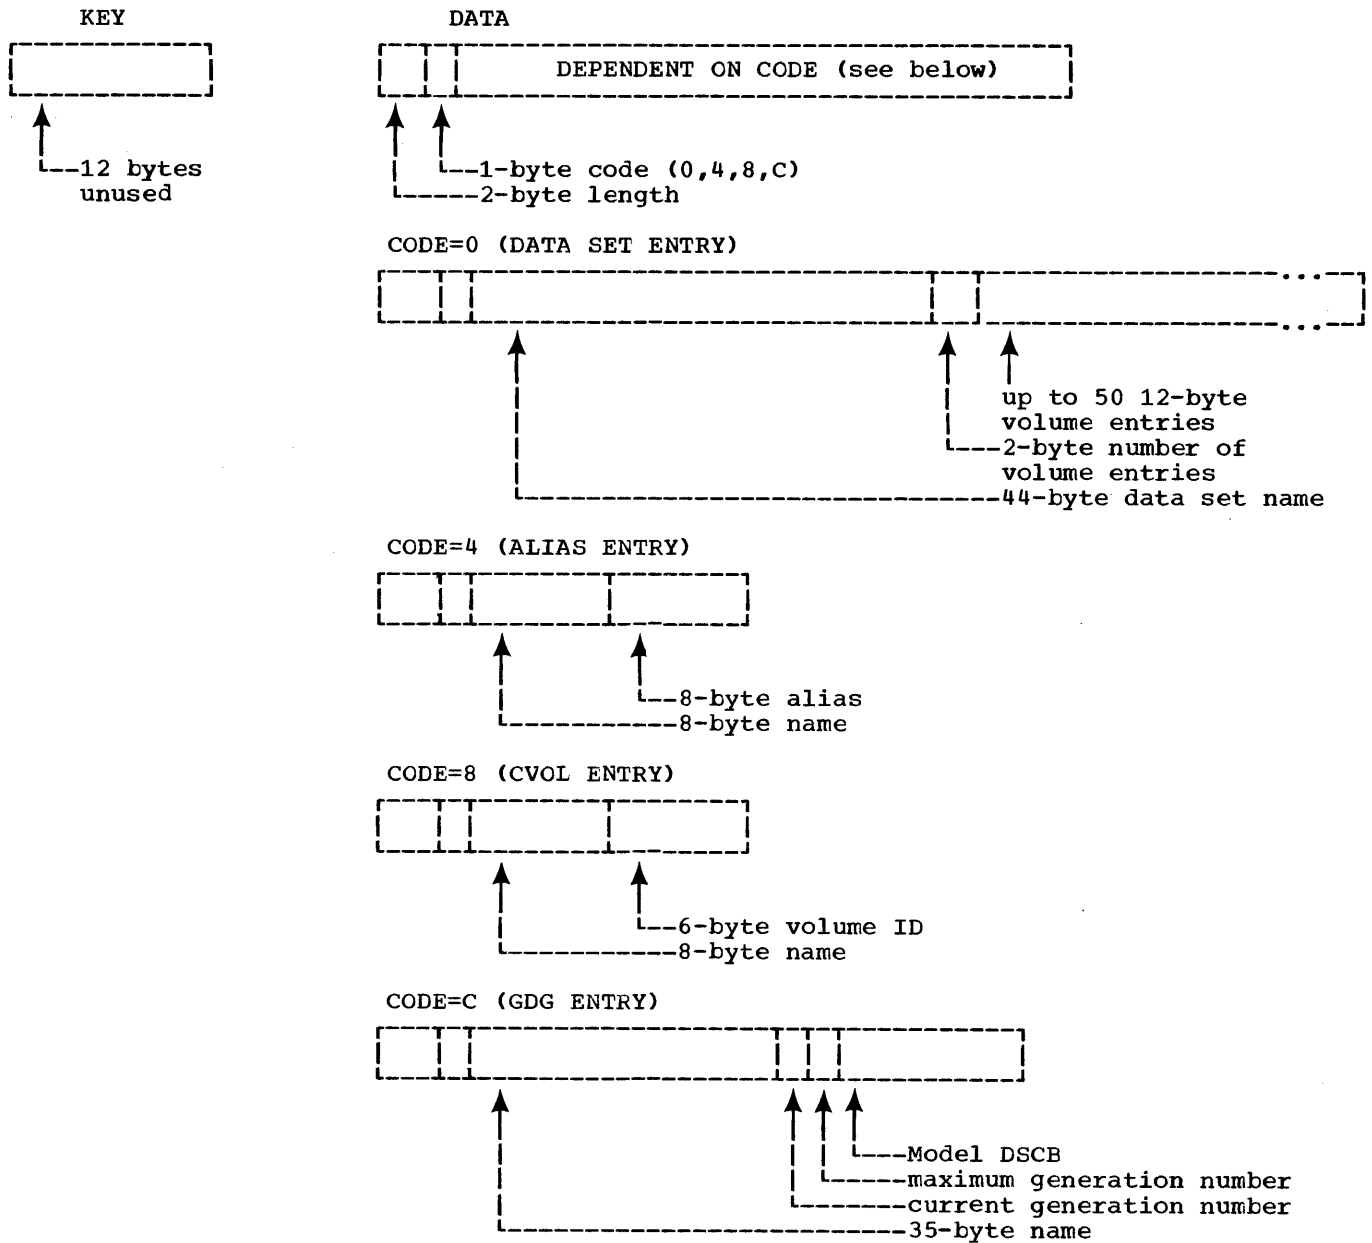 KEY
DATA
DEPENDENT ON CODE (see below)
12 bytes
unused
1-byte code (0,4,8,C)
2-byte length
CODE=0 (DATA SET ENTRY)
...
...
up to 50 12-byte
volume entries
2-byte number of
volume entries
44-byte data set name
CODE=4 (ALIAS ENTRY)
8-byte alias
8-byte name
CODE=8 (CVOL ENTRY)
6-byte volume ID
8-byte name
CODE=C (GDG ENTRY)
Model DSCB
maximum generation number
current generation number
35-byte name